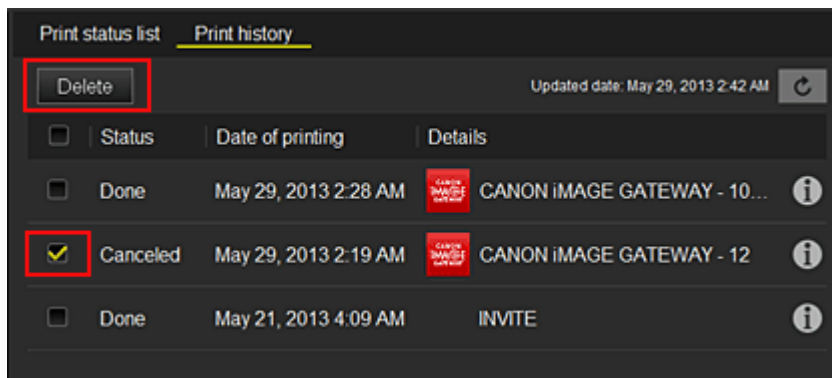 Print status list Print history
Delete Updated date: May 29, 2013 2:42 AM
Status Date of printing Details
Done May 29, 2013 2:28 AM CANON iMAGE GATEWAY - 10...
Canceled May 29, 2013 2:19 AM CANON iMAGE GATEWAY - 12
Done May 21, 2013 4:09 AM INVITE